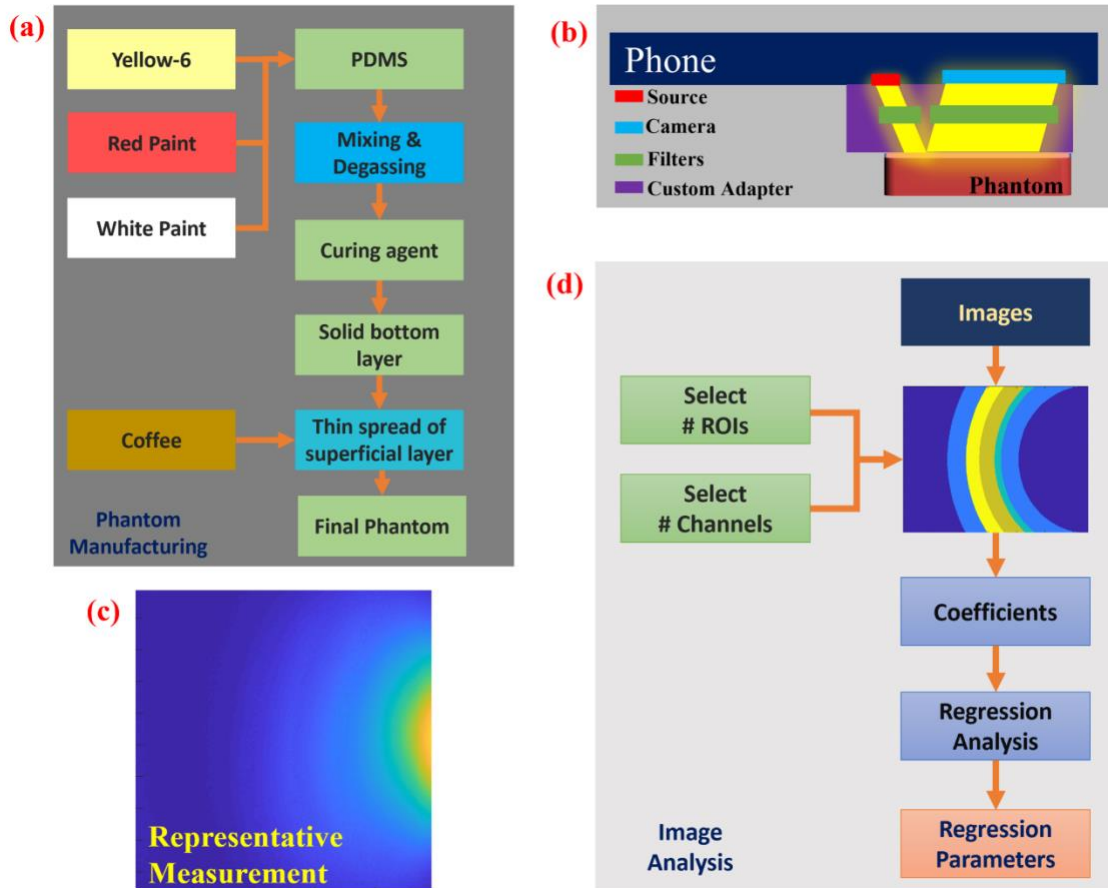 (a)
Yellow-6
PDMS
Red Paint
Mixing &
Degassing
White Paint
Curing agent
Solid bottom
layer
Coffee
Thin spread of
superficial layer
Phantom
Manufacturing
Final Phantom
(b)
Phone
Source
Camera
Filters
Custom Adapter
Phantom
(c)
Representative
Measurement
(d)
Images
Select
# ROIs
Select
# Channels
Coefficients
Regression
Analysis
Regression
Parameters
Image
Analysis